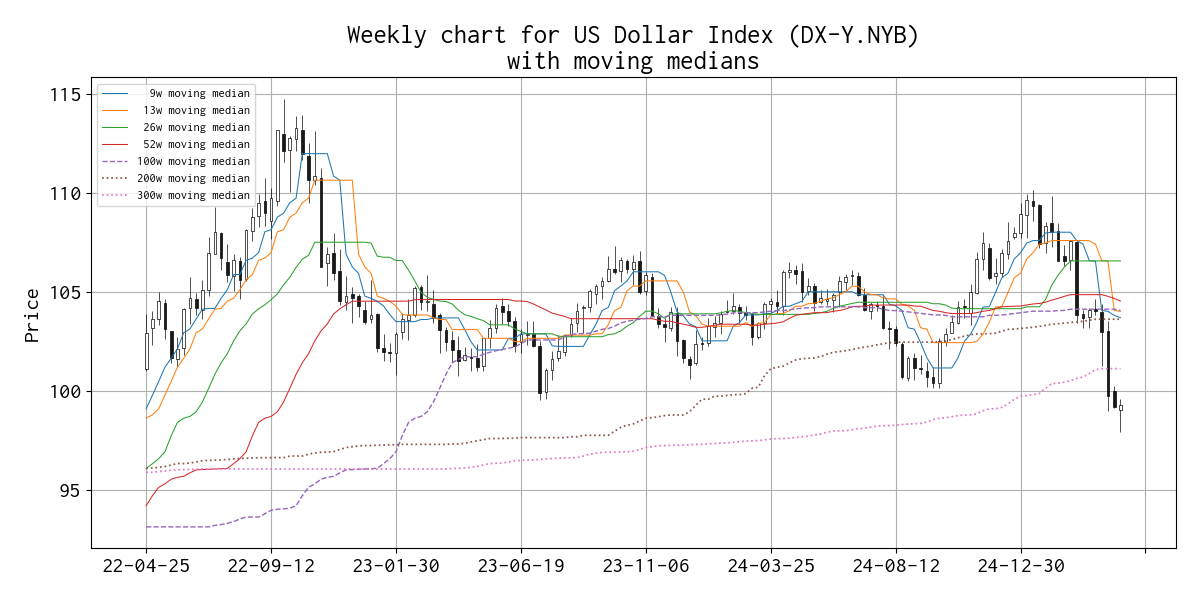 Weekly chart for US Dollar Index (DX-Y.NYB)
with moving medians
Price
115
110
105
100
95
9w moving median
13w moving median
26w moving median
52w moving median
100w moving median
200w moving median
300w moving median
22-04-25
22-09-12
23-01-30
23-06-19
23-11-06
24-03-25
24-08-12
24-12-30